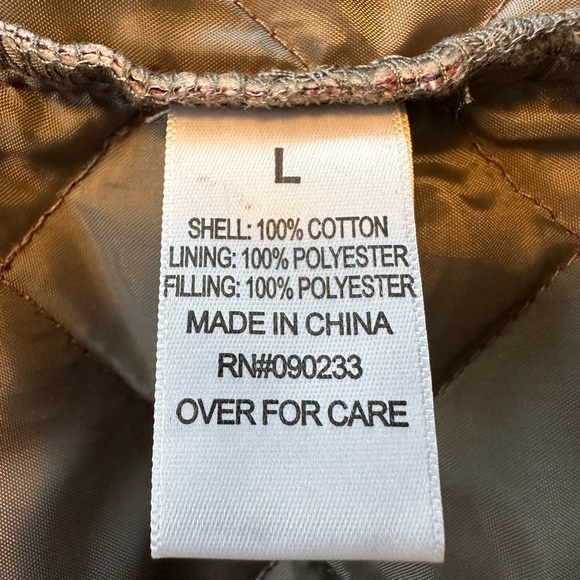 L
SHELL: 100% COTTON
LINING: 100% POLYESTER
FILLING: 100% POLYESTER
MADE IN CHINA
RN#090233
OVER FOR CARE